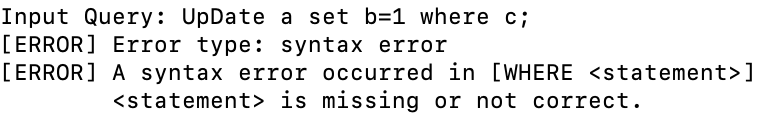 Input Query: UpDate a set b=1 where c;
[ERROR] Error type: syntax error
[ERROR] A syntax error occurred in [WHERE <statement>]
<statement> is missing or not correct.